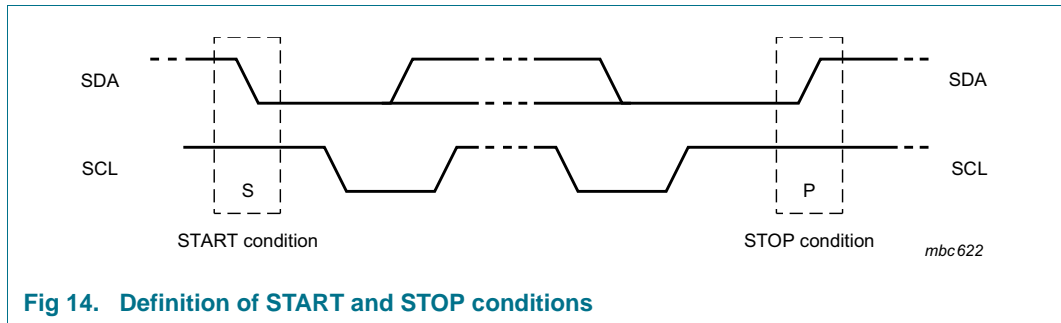 SDA
SDA
SCL
SCL
S
P
START condition
STOP condition
mbc622
Fig 14. Definition of START and STOP conditions